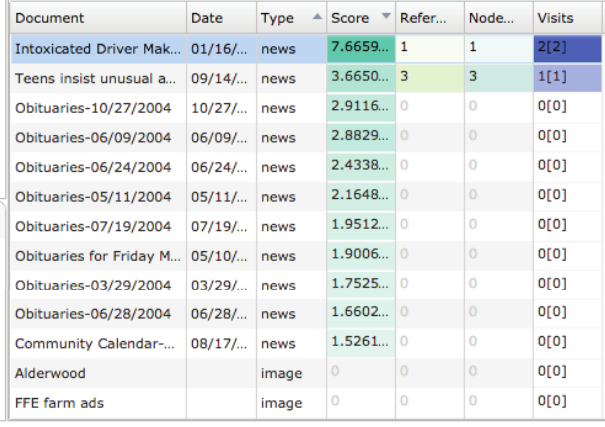 Document Date Type Score Refer... Node... Visits
Intoxicated Driver Mak... 01/16/... news 7.6659... 1 1 2[2]
Teens insist unusual a... 09/14/... news 3.6650... 3 3 1[1]
Obituaries-10/27/2004 10/27/... news 2.9116... 0 0 0[0]
Obituaries-06/09/2004 06/09/... news 2.8829... 0 0 0[0]
Obituaries-06/24/2004 06/24/... news 2.4338... 0 0 0[0]
Obituaries-05/11/2004 05/11/... news 2.1648... 0 0 0[0]
Obituaries-07/19/2004 07/19/... news 1.9512... 0 0 0[0]
Obituaries for Friday M... 05/10/... news 1.9006... 0 0 0[0]
Obituaries-03/29/2004 03/29/... news 1.7525... 0 0 0[0]
Obituaries-06/28/2004 06/28/... news 1.6602... 0 0 0[0]
Community Calendar-... 08/17/... news 1.5261... 0 0 0[0]
Alderwood image 0 0 0 0[0]
FFE farm ads image 0 0 0 0[0]